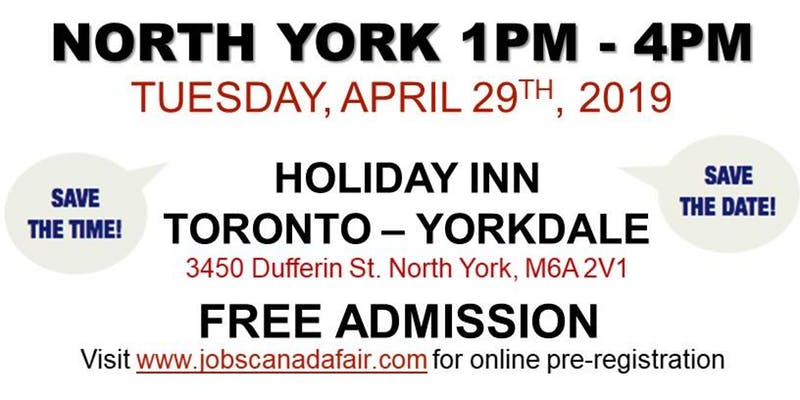 NORTH YORK 1PM - 4PM
TUESDAY, APRIL 29TH, 2019
HOLIDAY INN
TORONTO – YORKDALE
3450 Dufferin St. North York, M6A 2V1
SAVE
THE TIME!
SAVE
THE DATE!
FREE ADMISSION
Visit www.jobscanadafair.com for online pre-registration